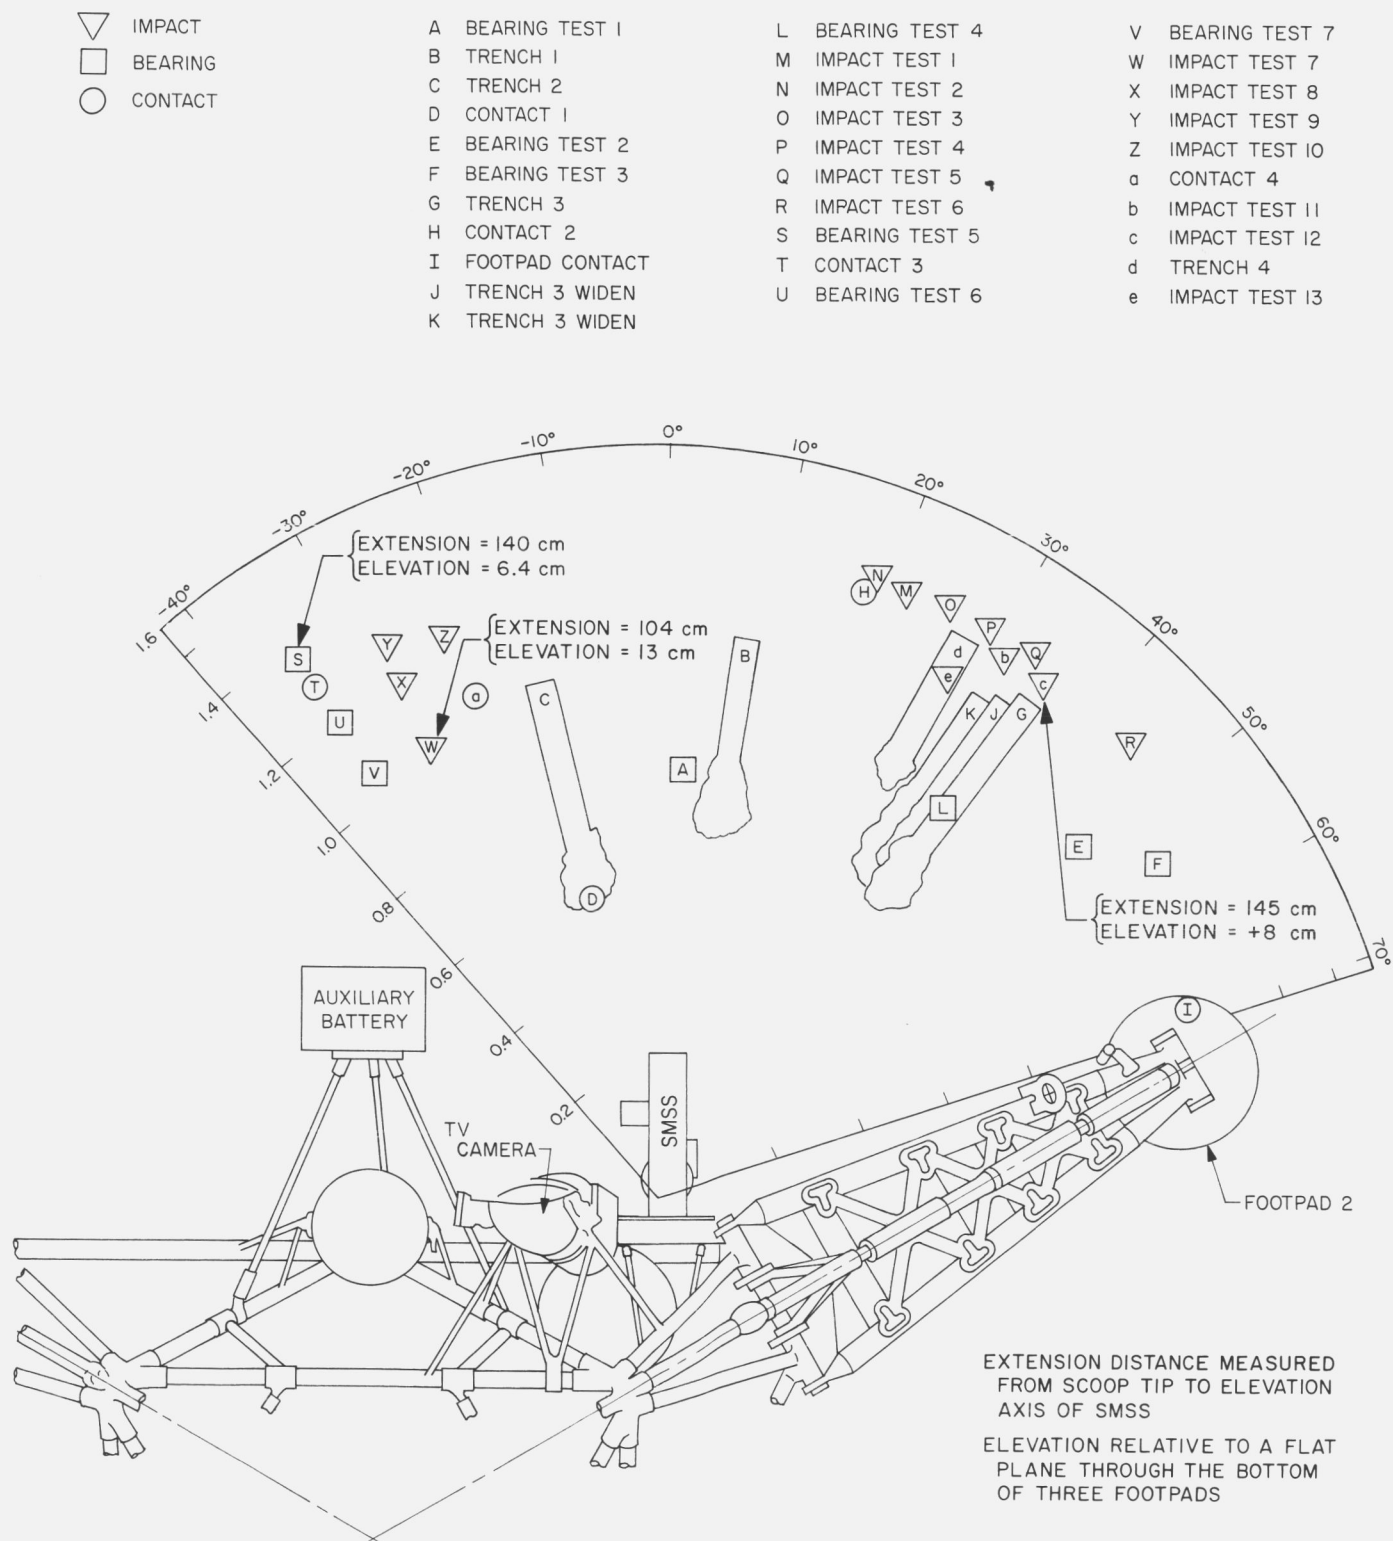 IMPACT
BEARING
CONTACT
A BEARING TEST 1
B TRENCH 1
C TRENCH 2
D CONTACT 1
E BEARING TEST 2
F BEARING TEST 3
G TRENCH 3
H CONTACT 2
I FOOTPAD CONTACT
J TRENCH 3 WIDEN
K TRENCH 3 WIDEN
L BEARING TEST 4
M IMPACT TEST 1
N IMPACT TEST 2
O IMPACT TEST 3
P IMPACT TEST 4
Q IMPACT TEST 5
R IMPACT TEST 6
S BEARING TEST 5
T CONTACT 3
U BEARING TEST 6
V BEARING TEST 7
W IMPACT TEST 7
X IMPACT TEST 8
Y IMPACT TEST 9
Z IMPACT TEST 10
a CONTACT 4
b IMPACT TEST 11
c IMPACT TEST 12
d TRENCH 4
e IMPACT TEST 13
-40°
-30°
-20°
-10°
0°
10°
20°
30°
40°
50°
60°
70°
1.6
1.4
1.2
1.0
0.8
0.6
0.4
0.2
EXTENSION = 140 cm
ELEVATION = 6.4 cm
EXTENSION = 104 cm
ELEVATION = 13 cm
S
T
U
V
Y
Z
X
W
a
C
D
B
A
N
H
M
O
P
d
b
Q
e
c
K
J
G
L
R
E
F
EXTENSION = 145 cm
ELEVATION = +8 cm
AUXILIARY
BATTERY
TV
CAMERA
SMSS
I
FOOTPAD 2
EXTENSION DISTANCE MEASURED
FROM SCOOP TIP TO ELEVATION
AXIS OF SMSS
ELEVATION RELATIVE TO A FLAT
PLANE THROUGH THE BOTTOM
OF THREE FOOTPADS